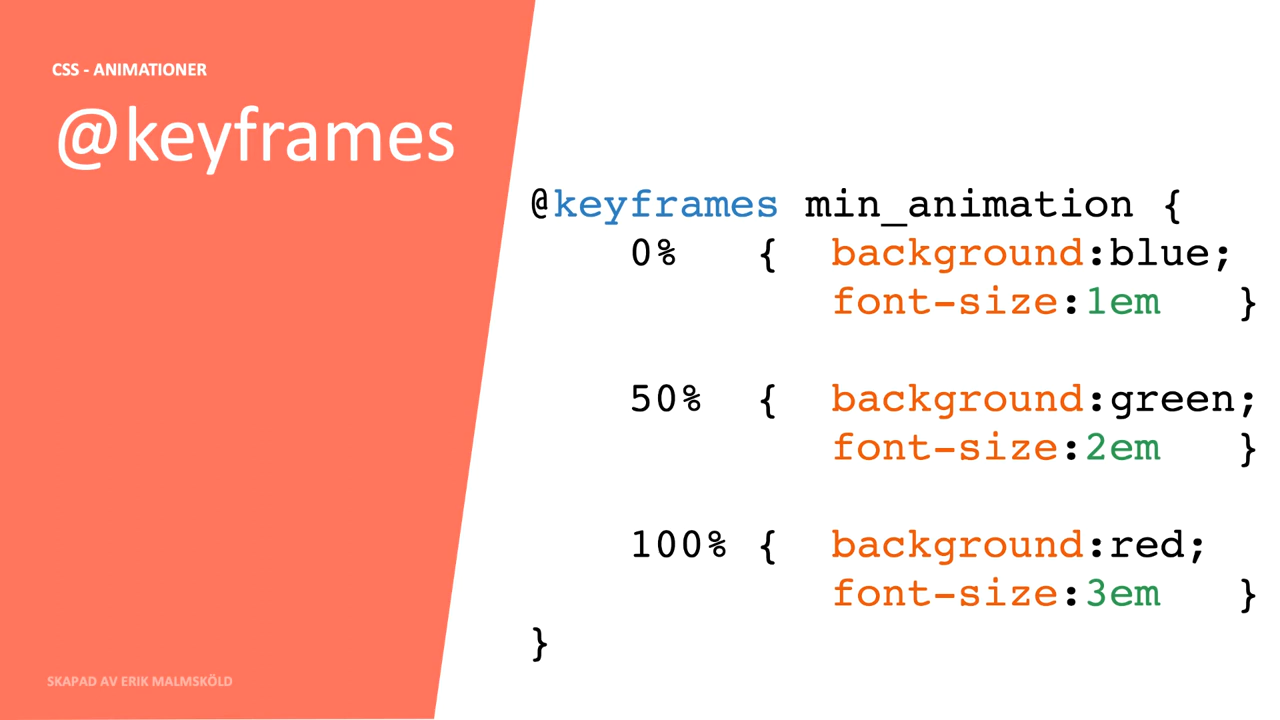 CSS - ANIMATIONER
@keyframes
@keyframes min_animation {
0% { background:blue;
font-size:1em }
50% { background:green;
font-size:2em }
100% { background:red;
font-size:3em }
}
SKAPAD AV ERIK MALMSKÖLD